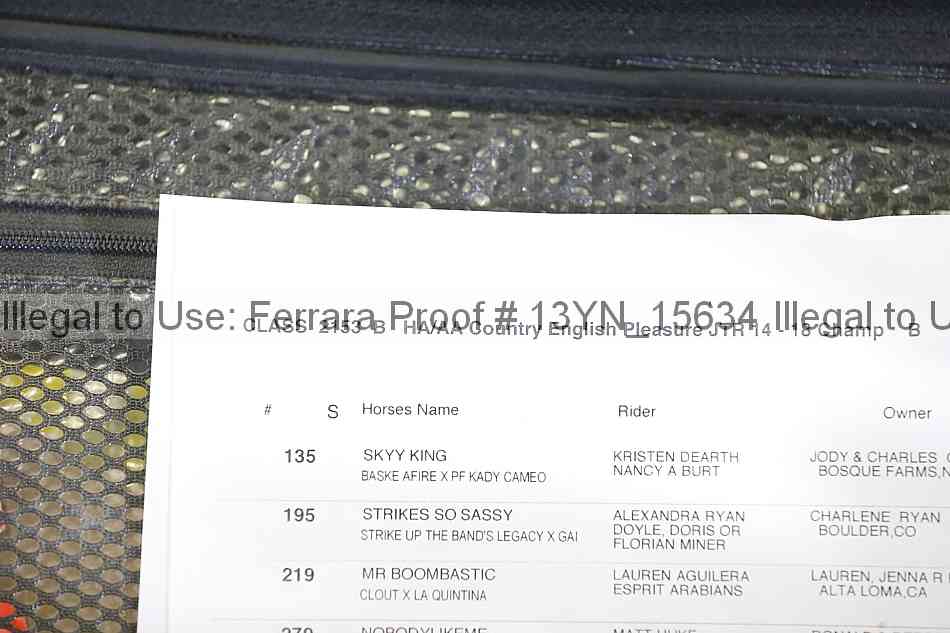 Illegal to Use: Ferrara Proof # 13YN_15634 Illegal to U
CLASS 2153 B HA/AA Country English Pleasure JTR 14 - 18 Champ B
# S Horses Name Rider Owner
135 SKYY KING KRISTEN DEARTH JODY & CHARLES
BASKE AFIRE X PF KADY CAMEO NANCY A BURT BOSQUE FARMS,N
195 STRIKES SO SASSY ALEXANDRA RYAN CHARLENE RYAN
STRIKE UP THE BAND'S LEGACY X GAI DOYLE, DORIS OR BOULDER,CO
FLORIAN MINER
219 MR BOOMBASTIC LAUREN AGUILERA LAUREN, JENNA R
CLOUT X LA QUINTINA ESPRIT ARABIANS ALTA LOMA,CA
NOBODYLIKEME